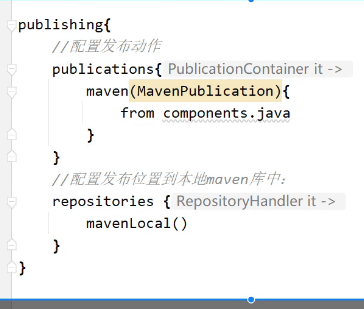 publishing{
//配置发布动作
publications{ PublicationContainer it ->
maven(MavenPublication){
from components.java
}
}
//配置发布位置到本地maven库中:
repositories { RepositoryHandler it ->
mavenLocal()
}
}